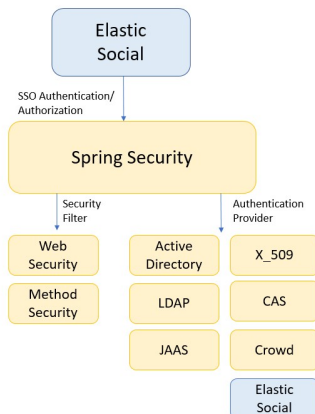 Elastic
Social
SSO Authentication/
Authorization
Spring Security
Security
Filter
Authentication
Provider
Web
Security
Method
Security
Active
Directory
X_509
LDAP
CAS
JAAS
Crowd
Elastic
Social